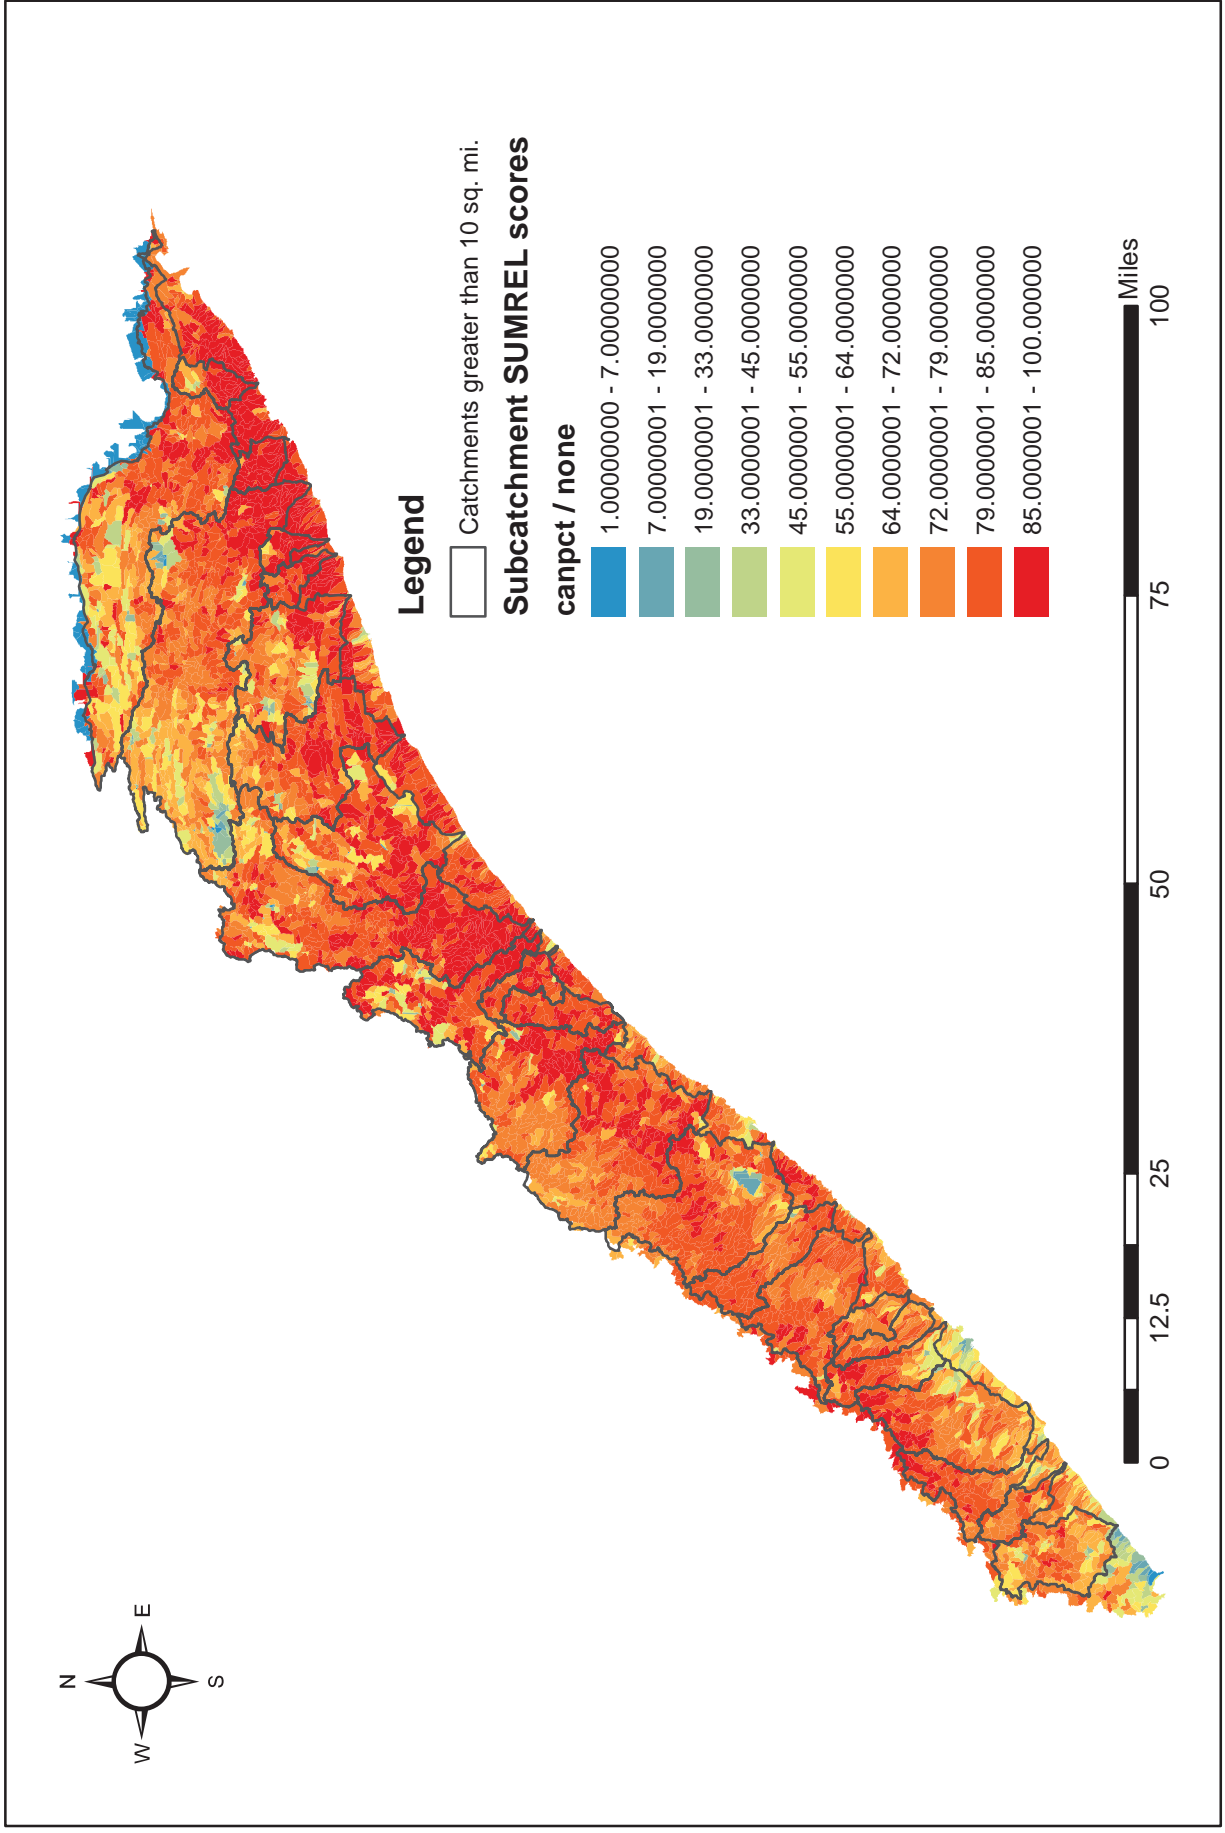 N
W
E
S
Legend
Catchments greater than 10 sq. mi.
Subcatchment SUMREL scores
canpct / none
1.0000000 - 7.0000000
7.0000001 - 19.0000000
19.0000001 - 33.0000000
33.0000001 - 45.0000000
45.0000001 - 55.0000000
55.0000001 - 64.0000000
64.0000001 - 72.0000000
72.0000001 - 79.0000000
79.0000001 - 85.0000000
85.0000001 - 100.000000
Miles
0 12.5 25 50 75 100